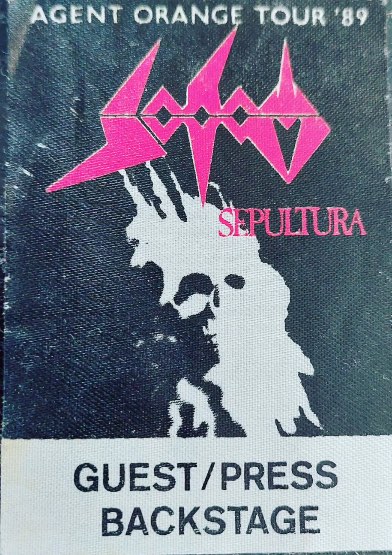 AGENT ORANGE TOUR '89
SODOM
SEPULTURA
GUEST/PRESS
BACKSTAGE